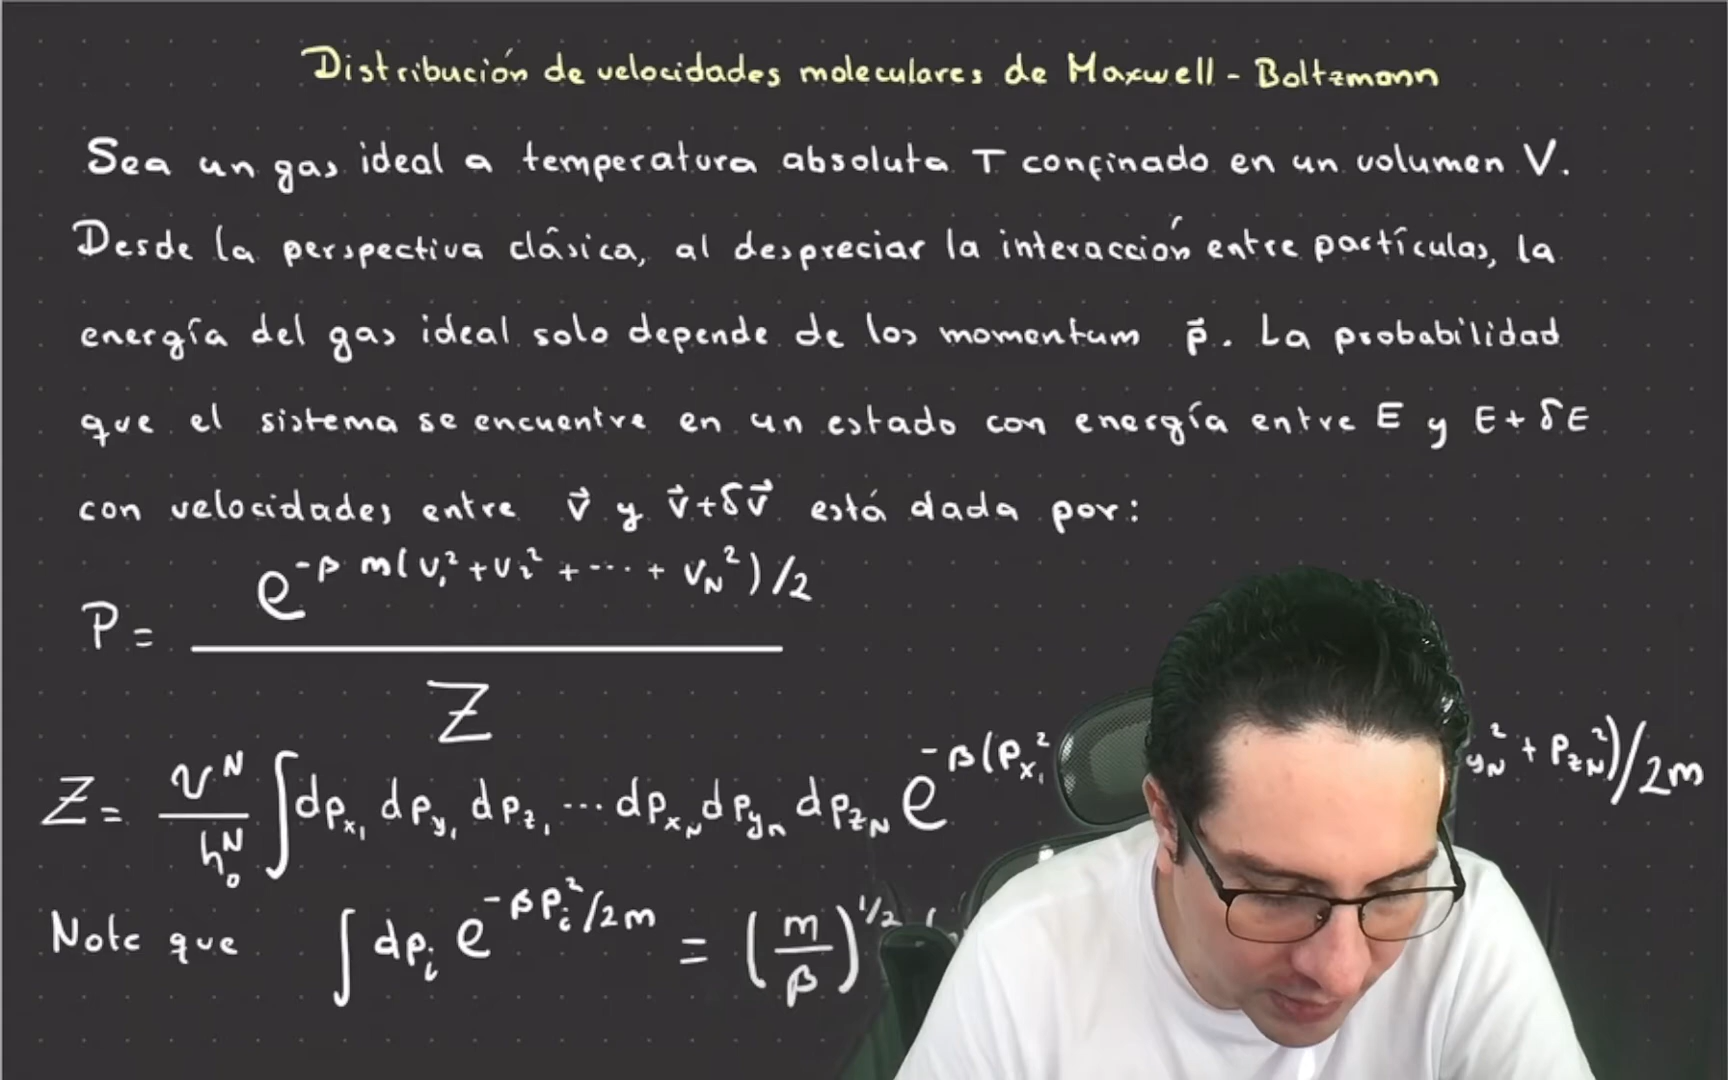 Distribución de velocidades moleculares de Maxwell - Boltzmann
Sea un gas ideal a temperatura absoluta T confinado en un volumen V.
Desde la perspectiva clásica, al despreciar la interacción entre partículas, la
energía del gas ideal solo depende de los momentum p⃗. La probabilidad
que el sistema se encuentre en un estado con energía entre E y E + δE
con velocidades entre v⃗ y v⃗+δv⃗ está dada por:
P = e^{-β m(v₁²+v₂²+···+v_N²)/2} / Z
Z = V^N / h₀^N ∫dp_{x₁} dp_{y₁} dp_{z₁} ··· dp_{x_N} dp_{y_n} dp_{z_N} e^{-β(p_{x₁}² y_N² + p_{z_N}²)/2m}
Note que ∫ dp_i e^{-βp_i²/2m} = (m/β)^{1/2} (